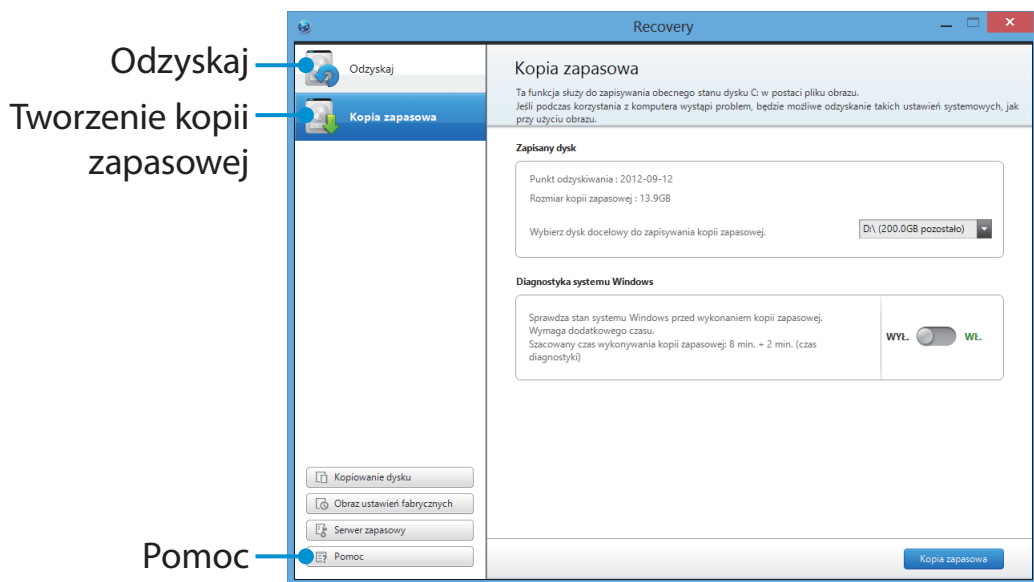 Recovery
Odzyskaj
Tworzenie kopii
zapasowej
Pomoc
Odzyskaj
Kopia zapasowa
Kopiowanie dysku
Obraz ustawień fabrycznych
Serwer zapasowy
Pomoc
Kopia zapasowa
Ta funkcja służy do zapisywania obecnego stanu dysku C: w postaci pliku obrazu.
Jeśli podczas korzystania z komputera wystąpi problem, będzie możliwe odzyskanie takich ustawień systemowych, jak
przy użyciu obrazu.
Zapisany dysk
Punkt odzyskiwania : 2012-09-12
Rozmiar kopii zapasowej : 13.9GB
Wybierz dysk docelowy do zapisywania kopii zapasowej.
D:\ (200.0GB pozostało)
Diagnostyka systemu Windows
Sprawdza stan systemu Windows przed wykonaniem kopii zapasowej.
Wymaga dodatkowego czasu.
Szacowany czas wykonywania kopii zapasowej: 8 min. + 2 min. (czas
diagnostyki)
WYŁ. WŁ.
Kopia zapasowa